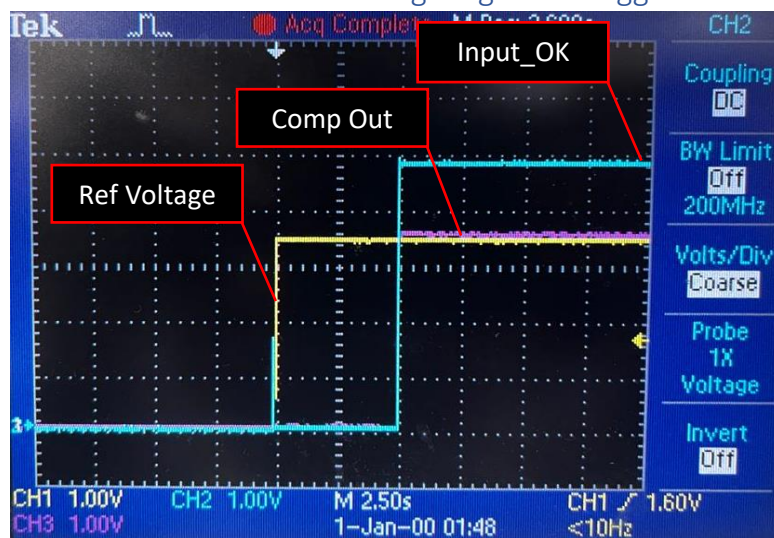 Tek Acq Complete
CH2
Input_OK
Coupling
DC
Comp Out
BW Limit
Off
200MHz
Ref Voltage
Volts/Div
Coarse
Probe
1X
Voltage
Invert
Off
CH1 1.00V CH2 1.00V M 2.50s CH1 1.60V
CH3 1.00V 1-Jan-00 01:48 <10Hz